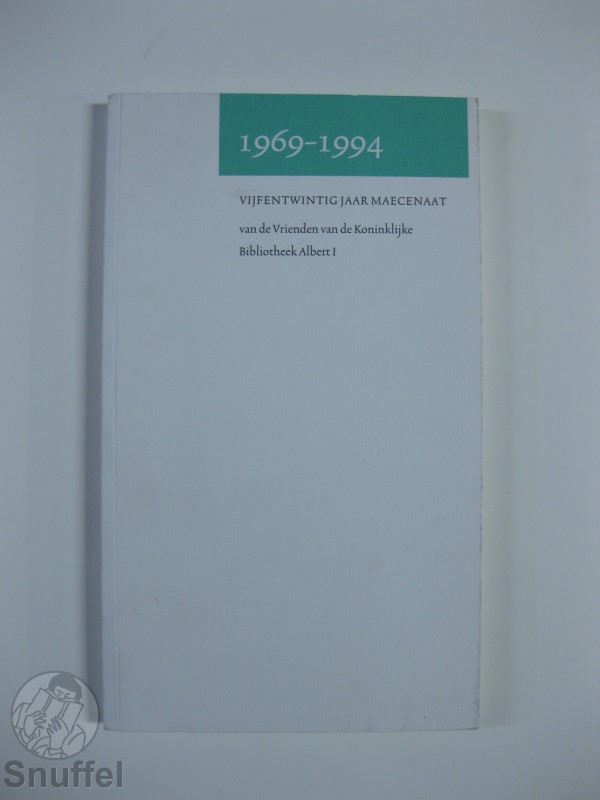 1969–1994
VIJFENTWINTIG JAAR MAECENAAT
van de Vrienden van de Koninklijke
Bibliotheek Albert I
Snuffel